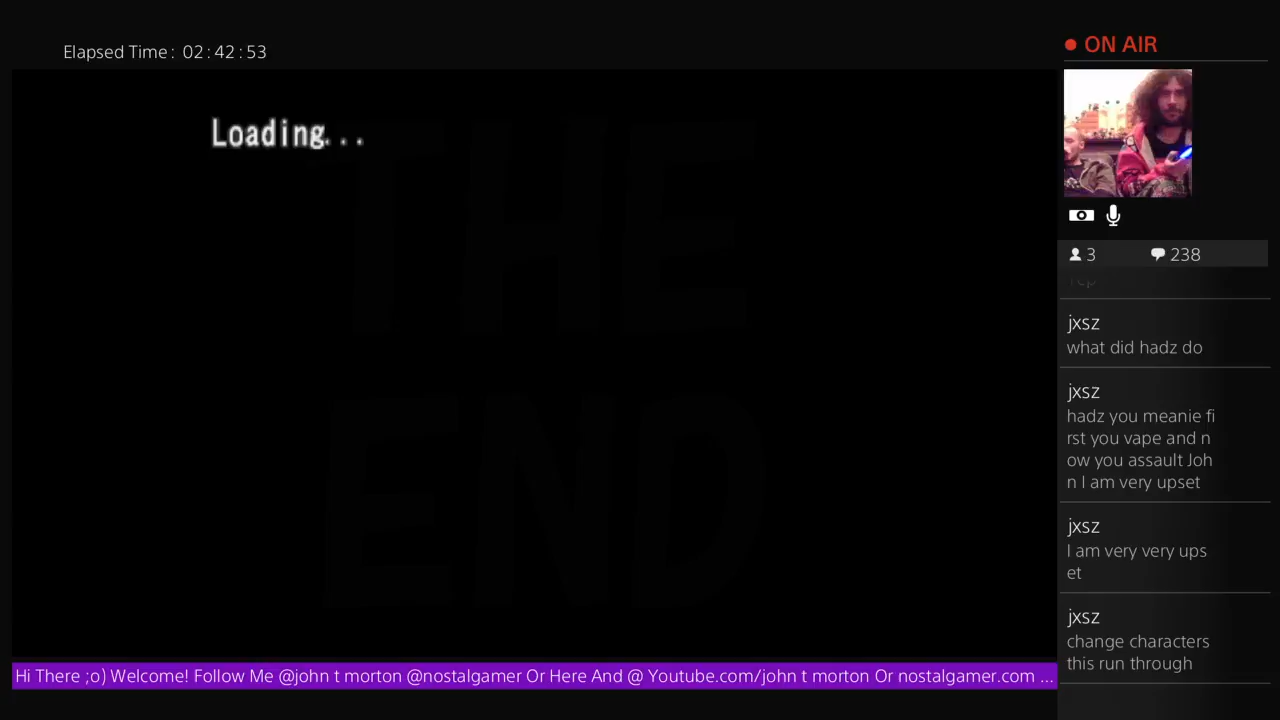 Elapsed Time: 02:42:53
ON AIR
Loading...
THE
END
3
238
jxsz
what did hadz do
jxsz
hadz you meanie fi
rst you vape and n
ow you assault Joh
n I am very upset
jxsz
I am very very ups
et
jxsz
change characters
this run through
Hi There ;o) Welcome! Follow Me @john t morton @nostalgamer Or Here And @ Youtube.com/john t morton Or nostalgamer.com ...